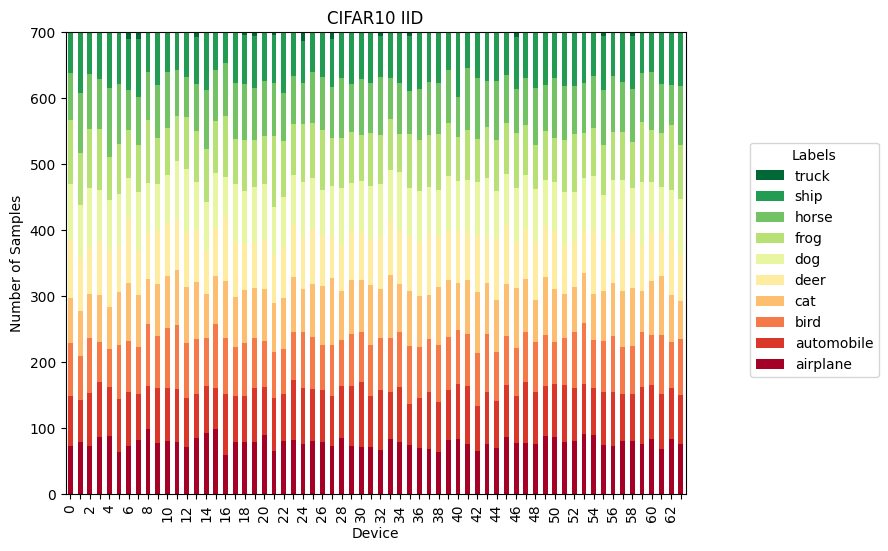 CIFAR10 IID
Number of Samples
700
600
500
400
300
200
100
0
0 2 4 6 8 10 12 14 16 18 20 22 24 26 28 30 32 34 36 38 40 42 44 46 48 50 52 54 56 58 60 62
Device
Labels
truck
ship
horse
frog
dog
deer
cat
bird
automobile
airplane